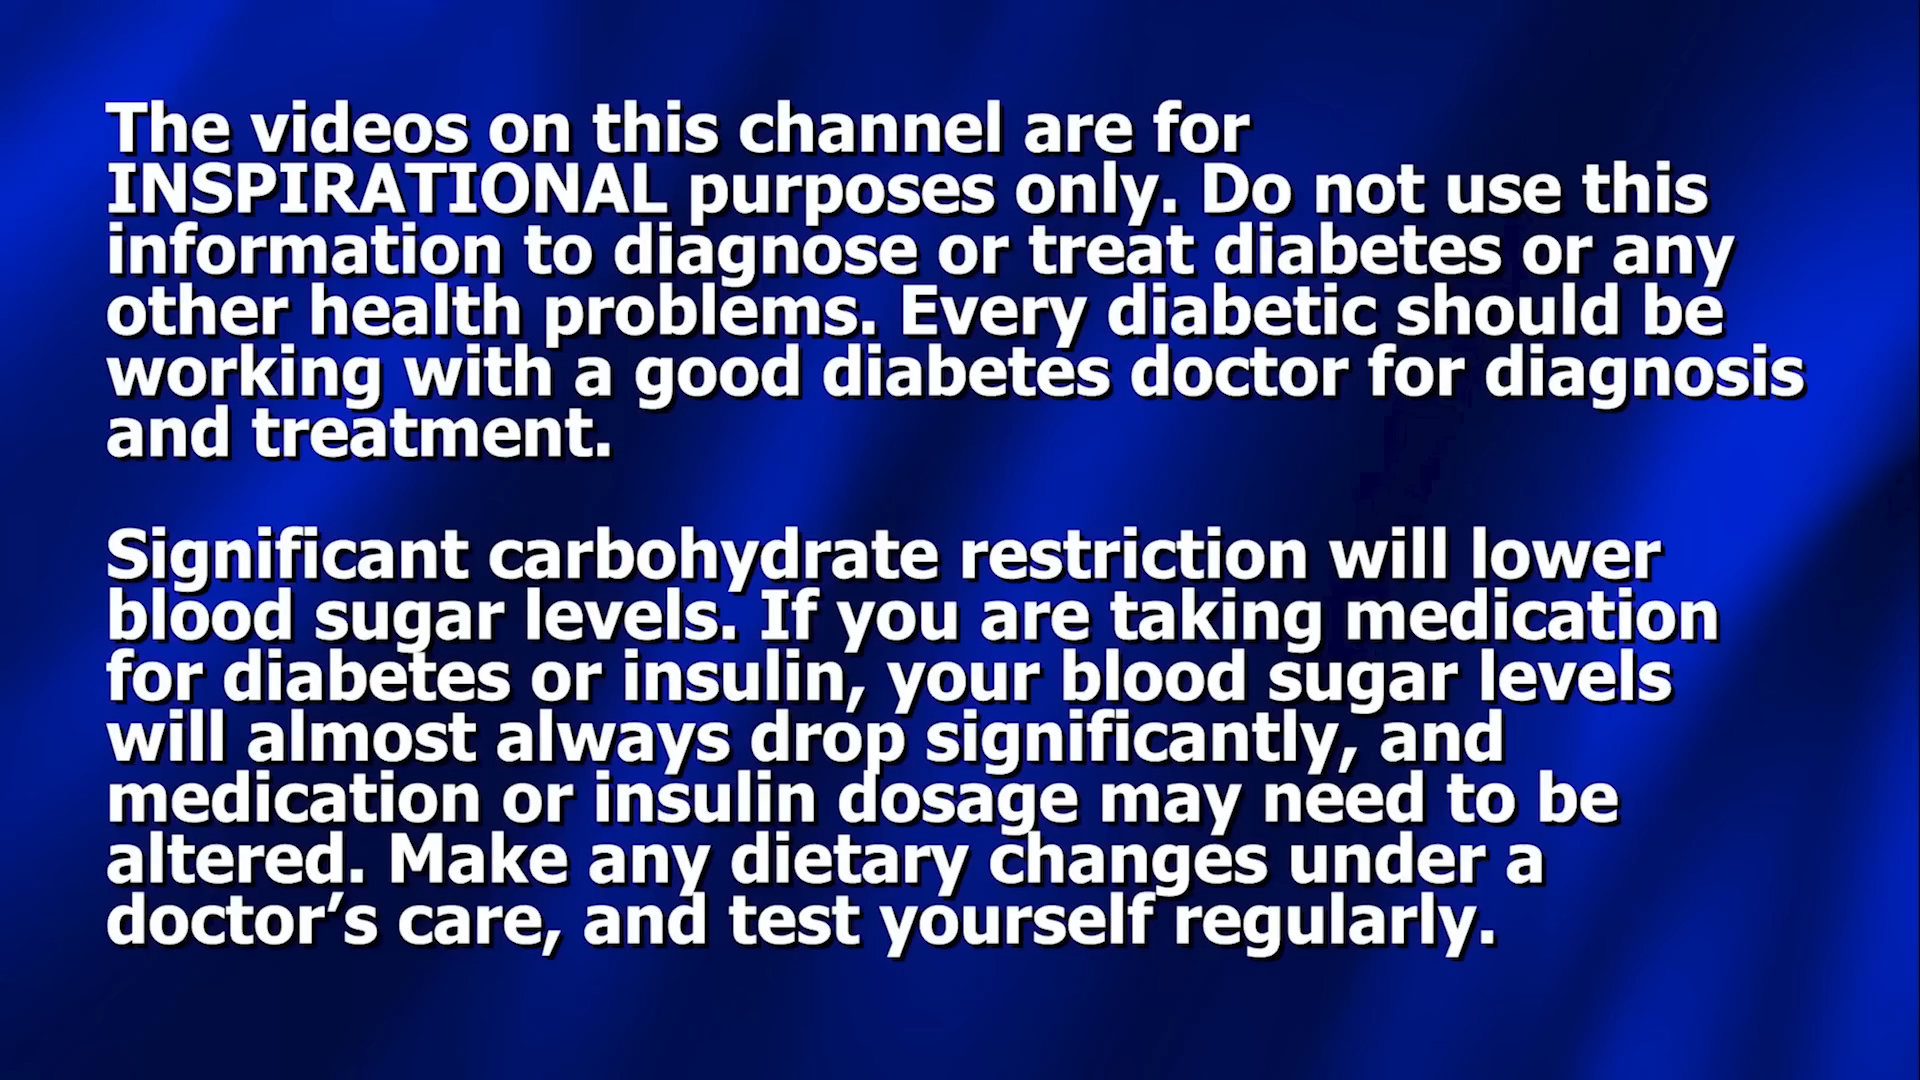 The videos on this channel are for
INSPIRATIONAL purposes only. Do not use this
information to diagnose or treat diabetes or any
other health problems. Every diabetic should be
working with a good diabetes doctor for diagnosis
and treatment.
Significant carbohydrate restriction will lower
blood sugar levels. If you are taking medication
for diabetes or insulin, your blood sugar levels
will almost always drop significantly, and
medication or insulin dosage may need to be
altered. Make any dietary changes under a
doctor’s care, and test yourself regularly.